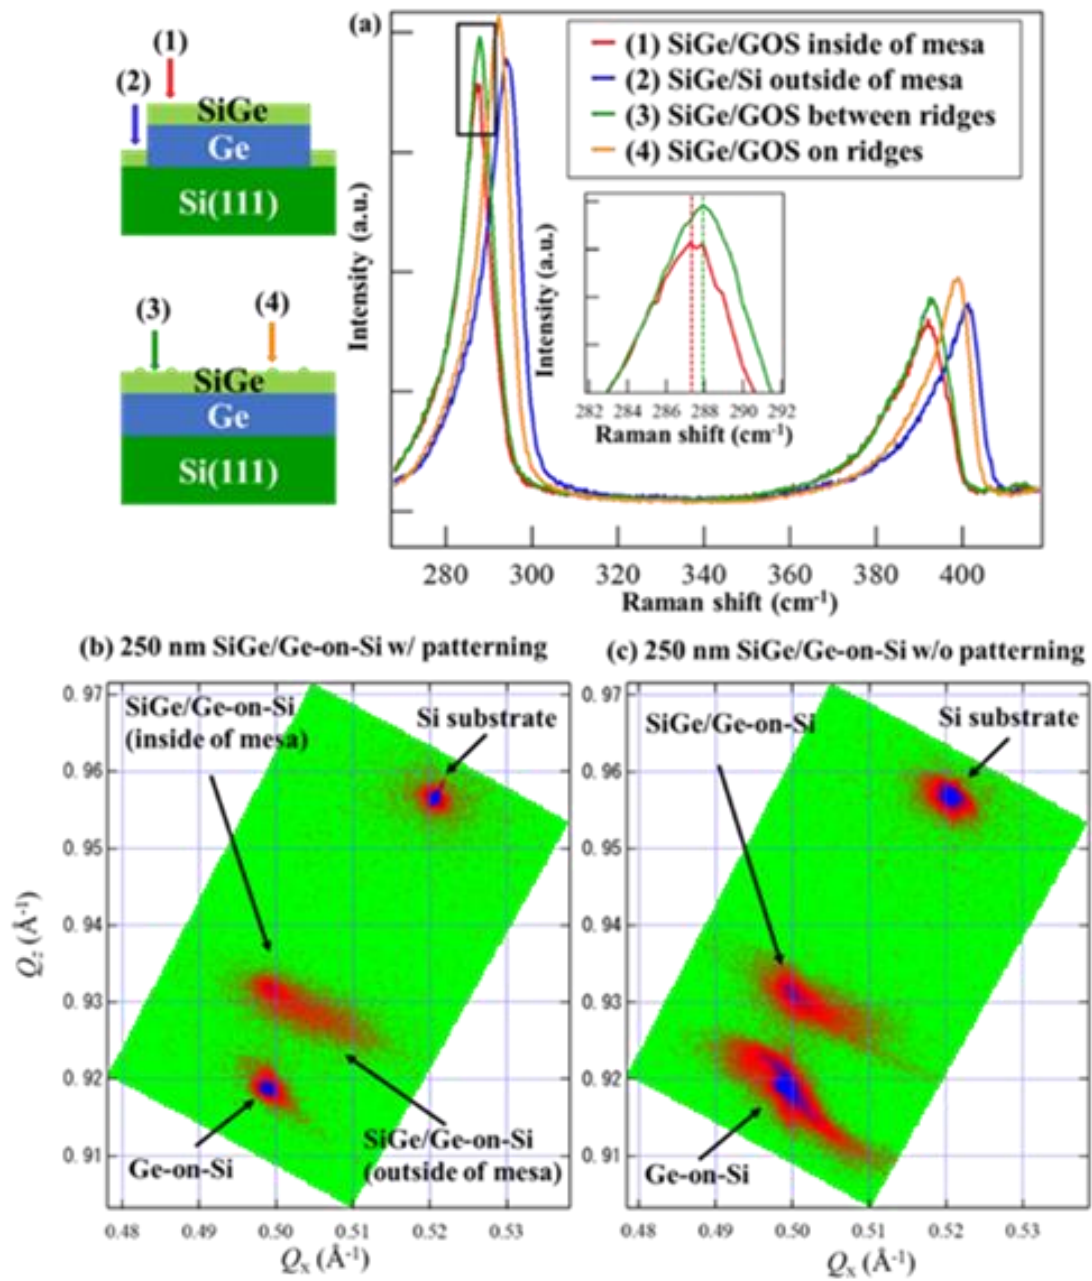 (1)
(2)
SiGe
Ge
Si(111)
(3)
(4)
SiGe
Ge
Si(111)
(a)
(1) SiGe/GOS inside of mesa
(2) SiGe/Si outside of mesa
(3) SiGe/GOS between ridges
(4) SiGe/GOS on ridges
Intensity (a.u.)
Intensity (a.u.)
282 284 286 288 290 292
Raman shift (cm-1)
280 300 320 340 360 380 400
Raman shift (cm-1)
(b) 250 nm SiGe/Ge-on-Si w/ patterning
0.97
0.96
0.95
0.94
0.93
0.92
0.91
Qz (Å-1)
SiGe/Ge-on-Si
(inside of mesa)
Si substrate
Ge-on-Si
SiGe/Ge-on-Si
(outside of mesa)
0.48 0.49 0.50 0.51 0.52 0.53
Qx (Å-1)
(c) 250 nm SiGe/Ge-on-Si w/o patterning
0.97
0.96
0.95
0.94
0.93
0.92
0.91
SiGe/Ge-on-Si
Si substrate
Ge-on-Si
0.48 0.49 0.50 0.51 0.52 0.53
Qx (Å-1)